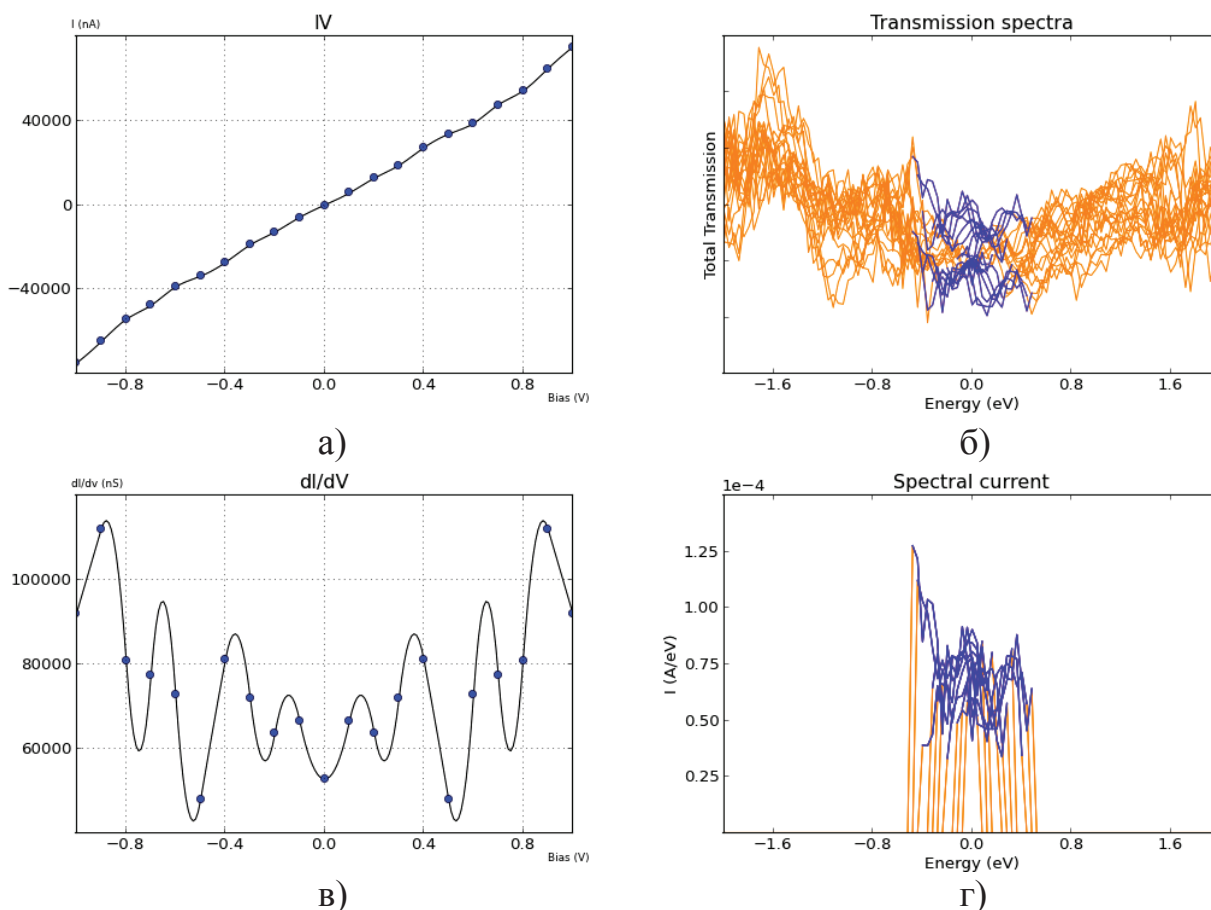 IV
I (nA)
40000
0
−40000
−0.8 −0.4 0.0 0.4 0.8
Bias (V)
а)
Transmission spectra
Total Transmission
−1.6 −0.8 0.0 0.8 1.6
Energy (eV)
б)
dI/dV
dI/dv (nS)
100000
80000
60000
−0.8 −0.4 0.0 0.4 0.8
Bias (V)
в)
Spectral current
1e−4
1.25
1.00
0.75
0.50
0.25
I (A/eV)
−1.6 −0.8 0.0 0.8 1.6
Energy (eV)
г)